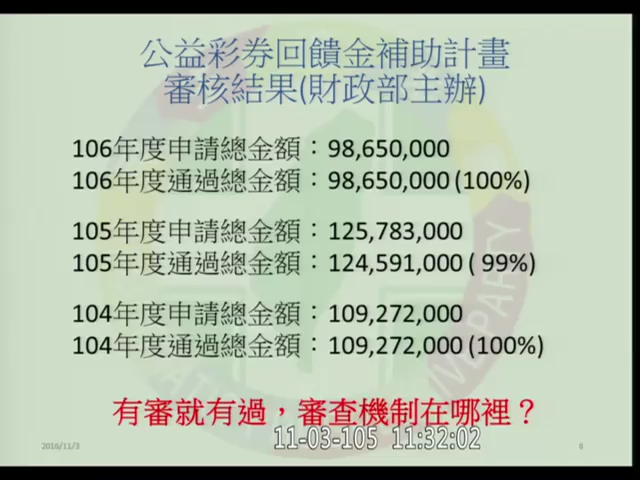 公益彩券回饋金補助計畫
審核結果(財政部主辦)
106年度申請總金額：98,650,000
106年度通過總金額：98,650,000 (100%)
105年度申請總金額：125,783,000
105年度通過總金額：124,591,000 ( 99%)
104年度申請總金額：109,272,000
104年度通過總金額：109,272,000 (100%)
有審就有過，審查機制在哪裡？
2016/11/3
11-03-105 11:32:02
6
PARTY